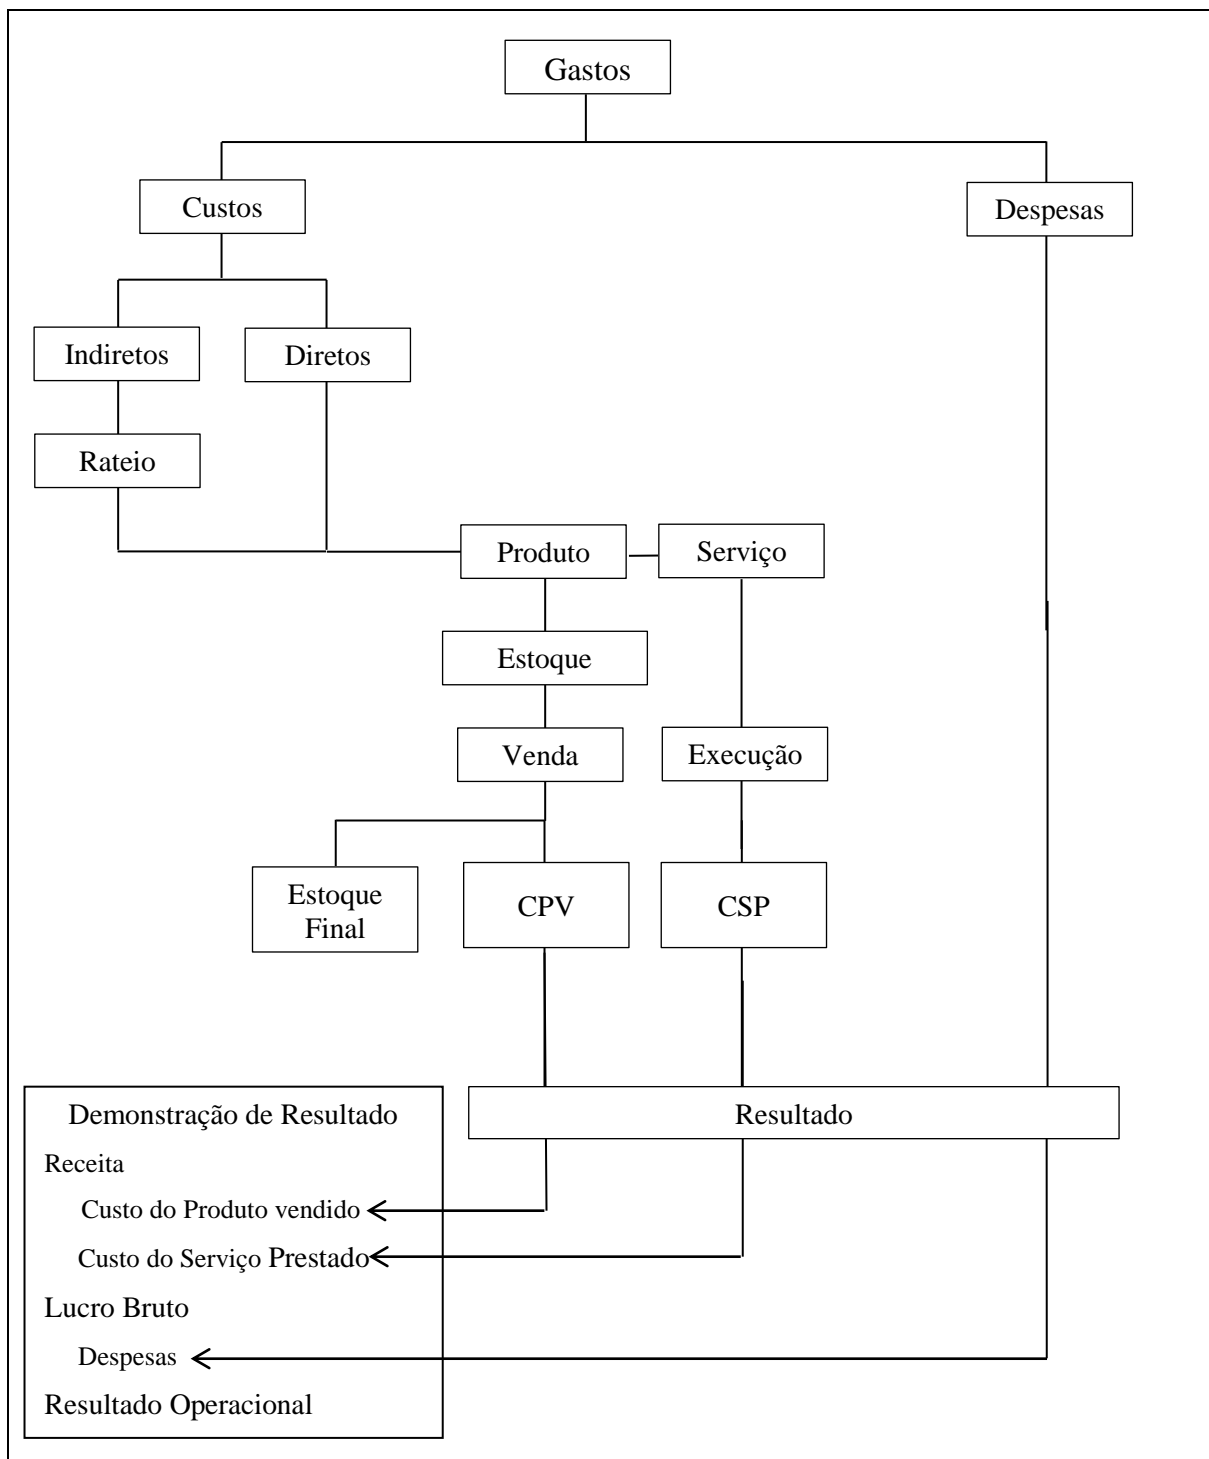 Gastos
Custos
Despesas
Indiretos
Diretos
Rateio
Produto
Serviço
Estoque
Venda
Execução
Estoque
Final
CPV
CSP
Resultado
Demonstração de Resultado
Receita
Custo do Produto vendido
Custo do Serviço Prestado
Lucro Bruto
Despesas
Resultado Operacional